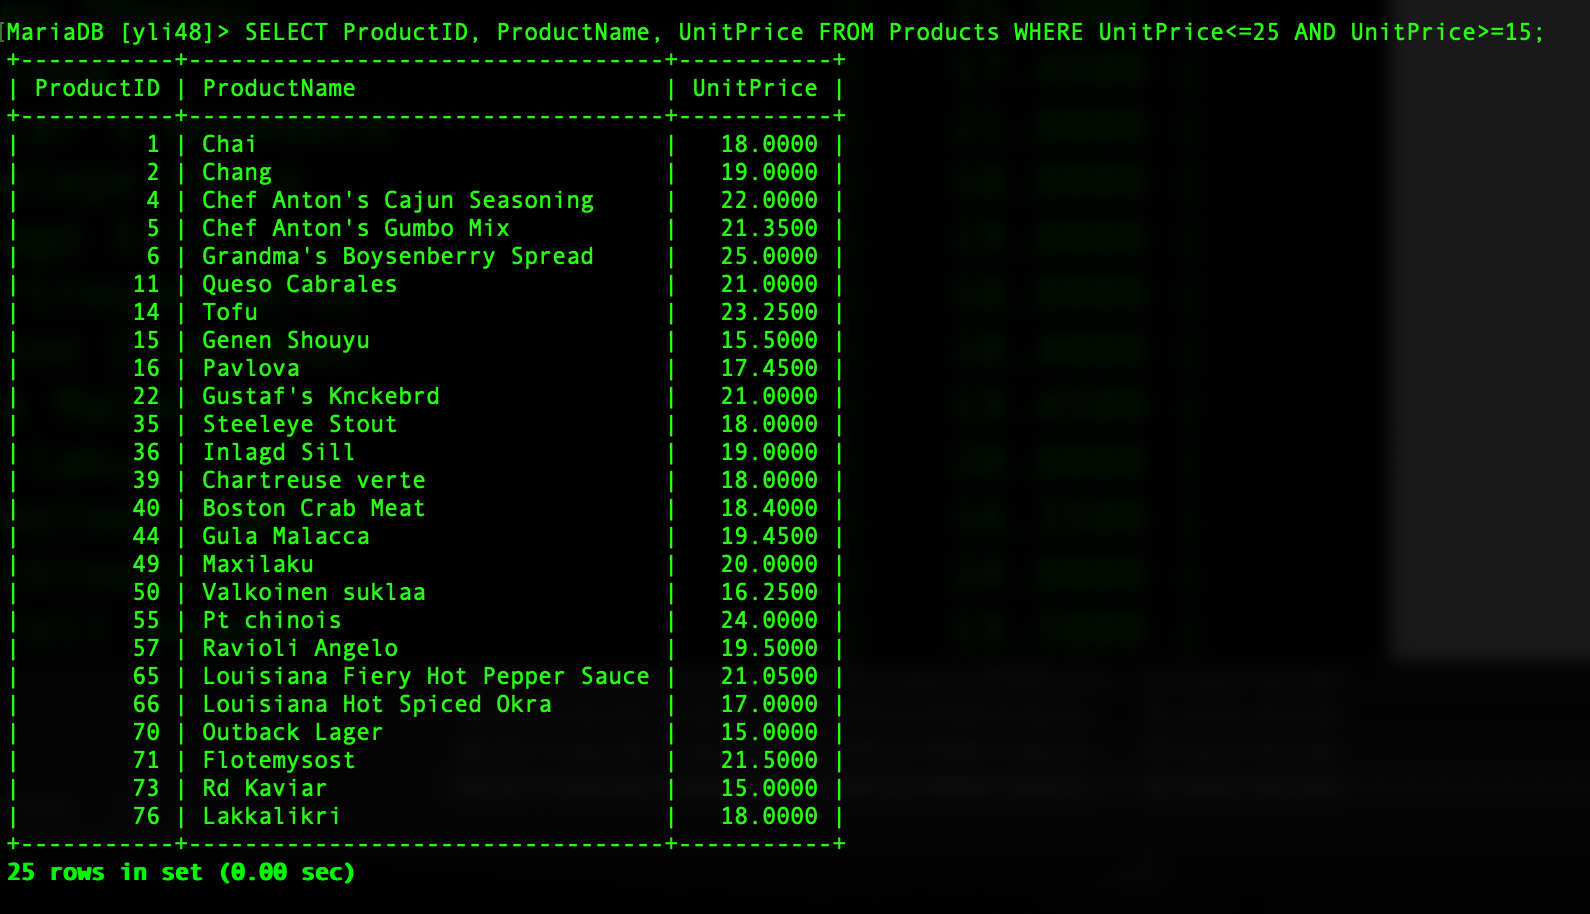 [MariaDB [yli48]> SELECT ProductID, ProductName, UnitPrice FROM Products WHERE UnitPrice<=25 AND UnitPrice>=15;
+-----------+----------------------------------+-----------+
| ProductID | ProductName                      | UnitPrice |
+-----------+----------------------------------+-----------+
|         1 | Chai                             |   18.0000 |
|         2 | Chang                            |   19.0000 |
|         4 | Chef Anton's Cajun Seasoning     |   22.0000 |
|         5 | Chef Anton's Gumbo Mix           |   21.3500 |
|         6 | Grandma's Boysenberry Spread     |   25.0000 |
|        11 | Queso Cabrales                   |   21.0000 |
|        14 | Tofu                             |   23.2500 |
|        15 | Genen Shouyu                     |   15.5000 |
|        16 | Pavlova                          |   17.4500 |
|        22 | Gustaf's Knckebrd                |   21.0000 |
|        35 | Steeleye Stout                   |   18.0000 |
|        36 | Inlagd Sill                      |   19.0000 |
|        39 | Chartreuse verte                 |   18.0000 |
|        40 | Boston Crab Meat                 |   18.4000 |
|        44 | Gula Malacca                     |   19.4500 |
|        49 | Maxilaku                         |   20.0000 |
|        50 | Valkoinen suklaa                 |   16.2500 |
|        55 | Pt chinois                       |   24.0000 |
|        57 | Ravioli Angelo                   |   19.5000 |
|        65 | Louisiana Fiery Hot Pepper Sauce |   21.0500 |
|        66 | Louisiana Hot Spiced Okra        |   17.0000 |
|        70 | Outback Lager                    |   15.0000 |
|        71 | Flotemysost                      |   21.5000 |
|        73 | Rd Kaviar                        |   15.0000 |
|        76 | Lakkalikri                       |   18.0000 |
+-----------+----------------------------------+-----------+
25 rows in set (0.00 sec)